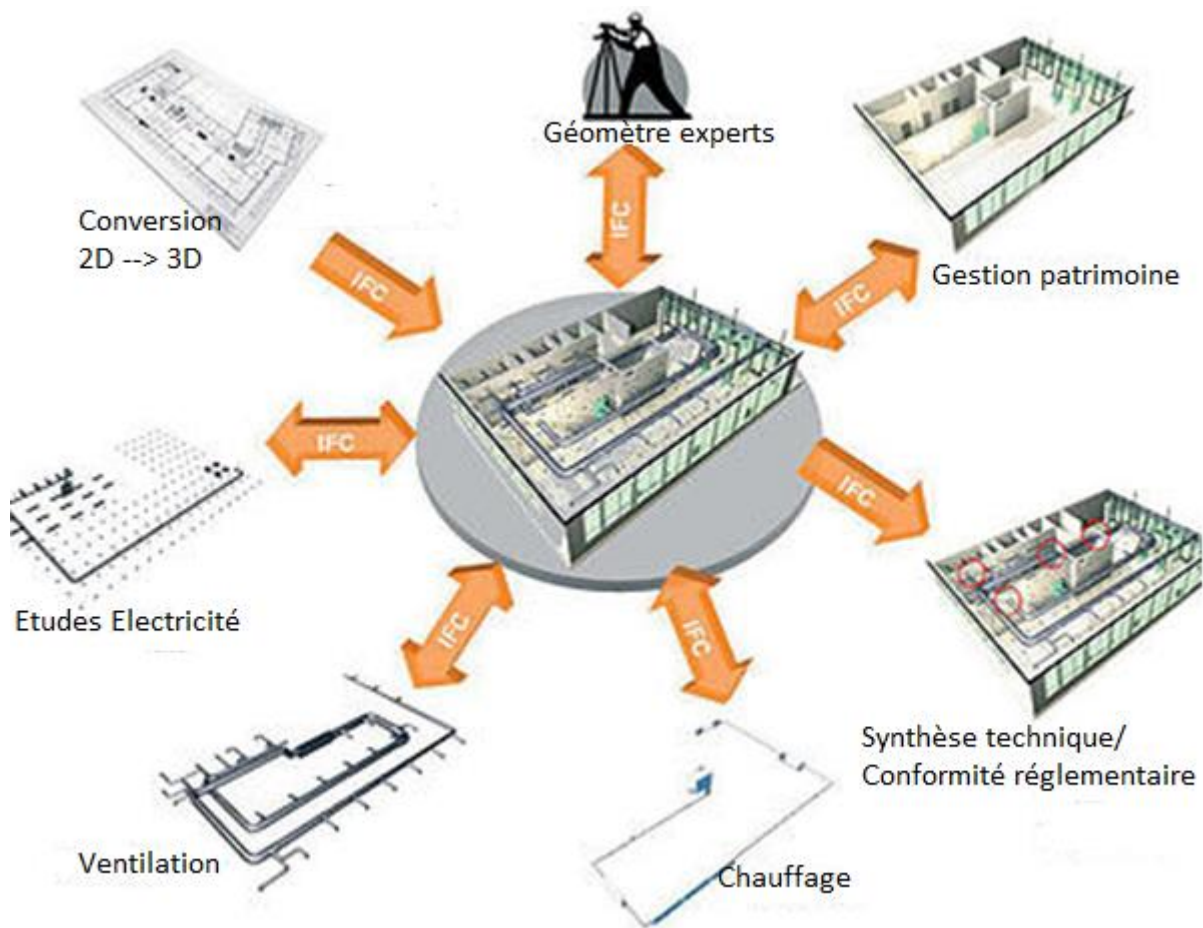 Géomètre experts
Conversion
2D --> 3D
IFC
IFC
Gestion patrimoine
IFC
IFC
IFC
Etudes Electricité
IFC
IFC
Synthèse technique/
Conformité réglementaire
Ventilation
Chauffage